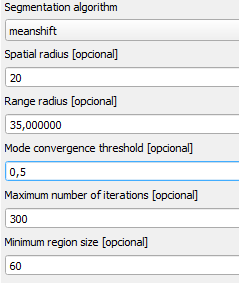 Segmentation algorithm
meanshift
Spatial radius [opcional]
20
Range radius [opcional]
35,000000
Mode convergence threshold [opcional]
0,5
Maximum number of iterations [opcional]
300
Minimum region size [opcional]
60